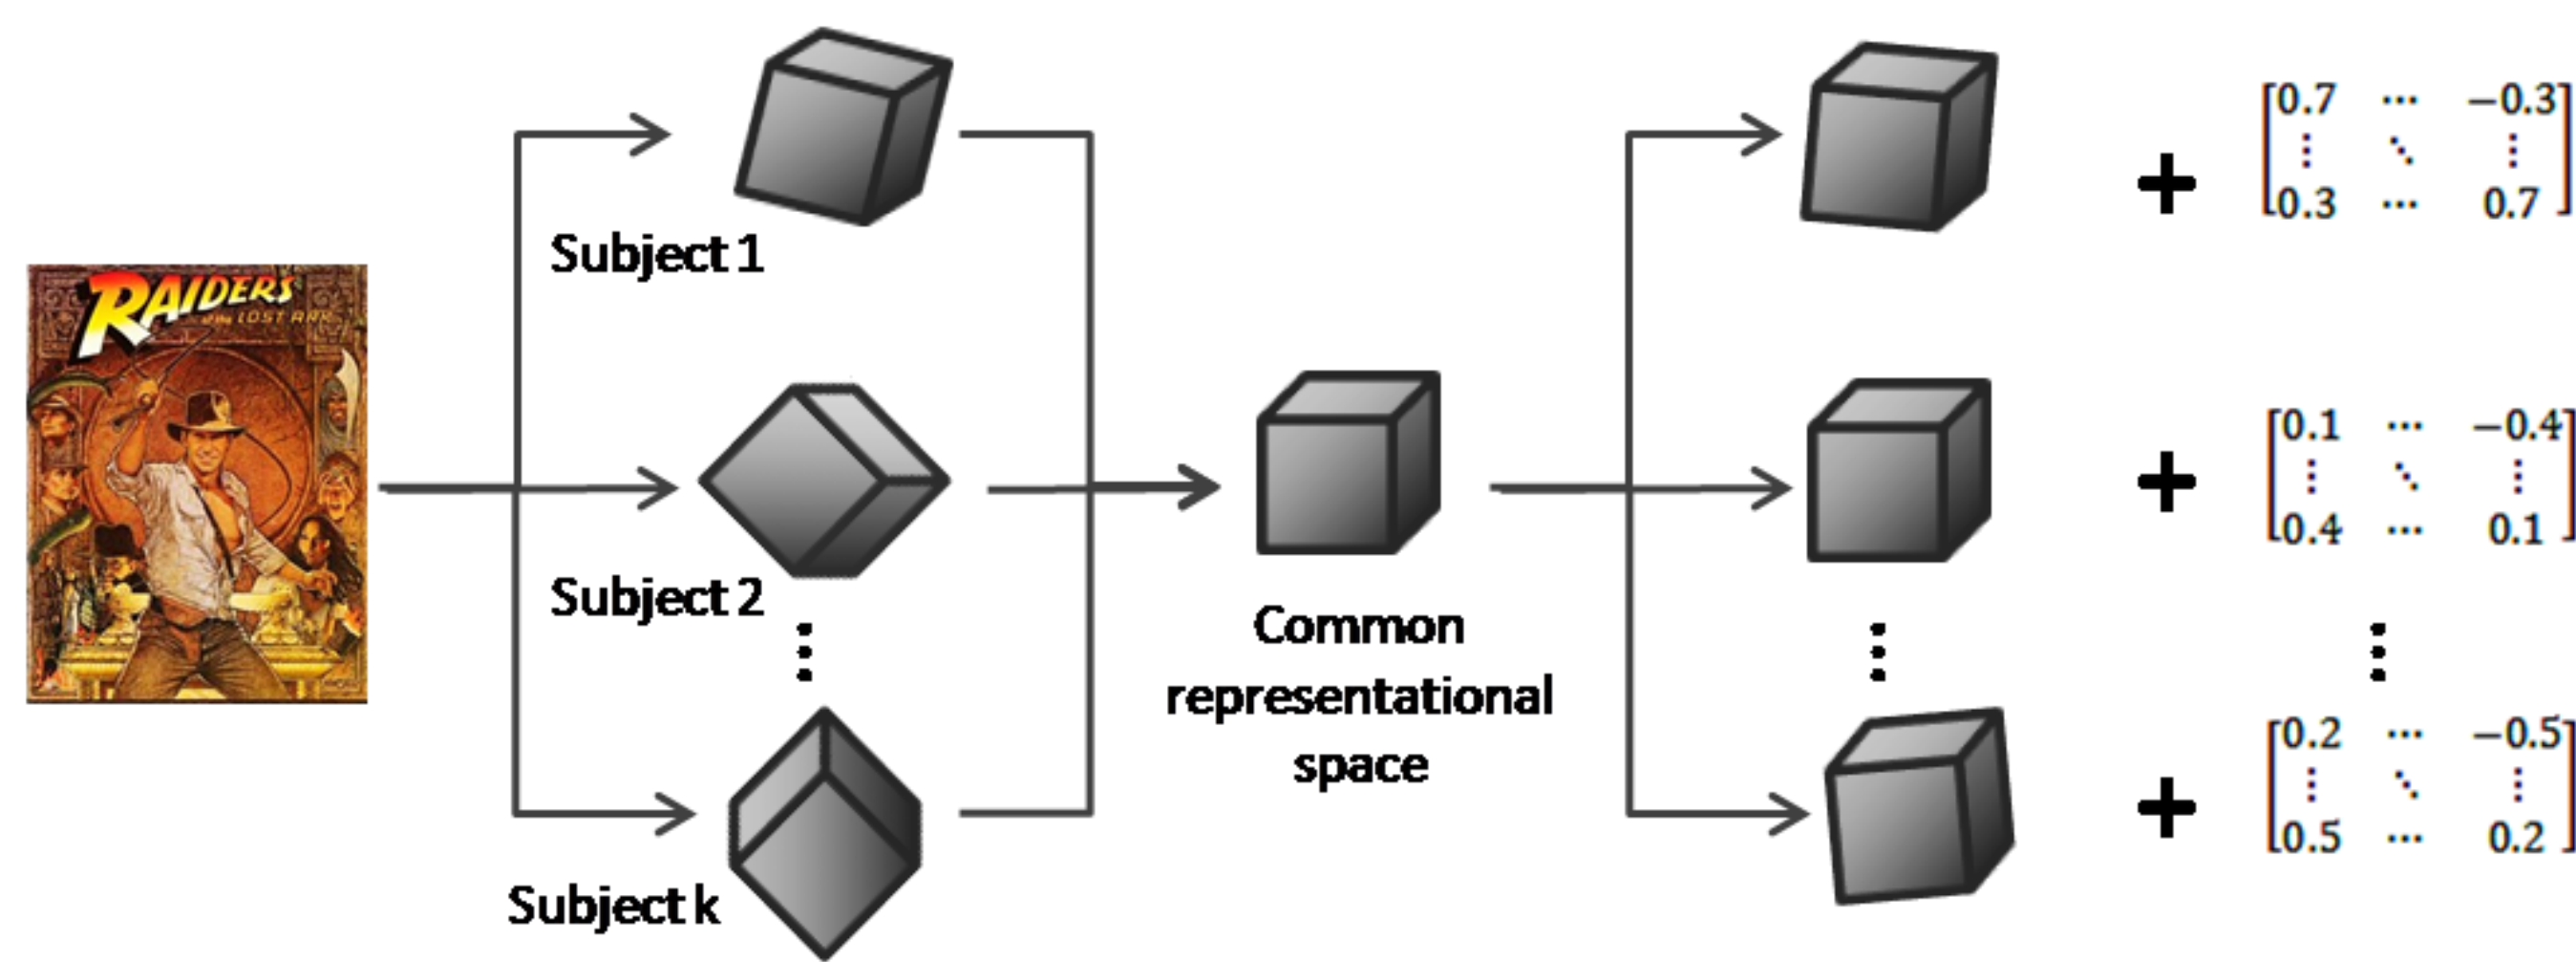 RAIDERS
of the LOST ARK
Subject 1
Subject 2
Subject k
Common
representational
space
+
[0.7 ⋯ −0.3]
⋮ ⋱ ⋮
[0.3 ⋯ 0.7]
+
[0.1 ⋯ −0.4]
⋮ ⋱ ⋮
[0.4 ⋯ 0.1]
+
[0.2 ⋯ −0.5]
⋮ ⋱ ⋮
[0.5 ⋯ 0.2]